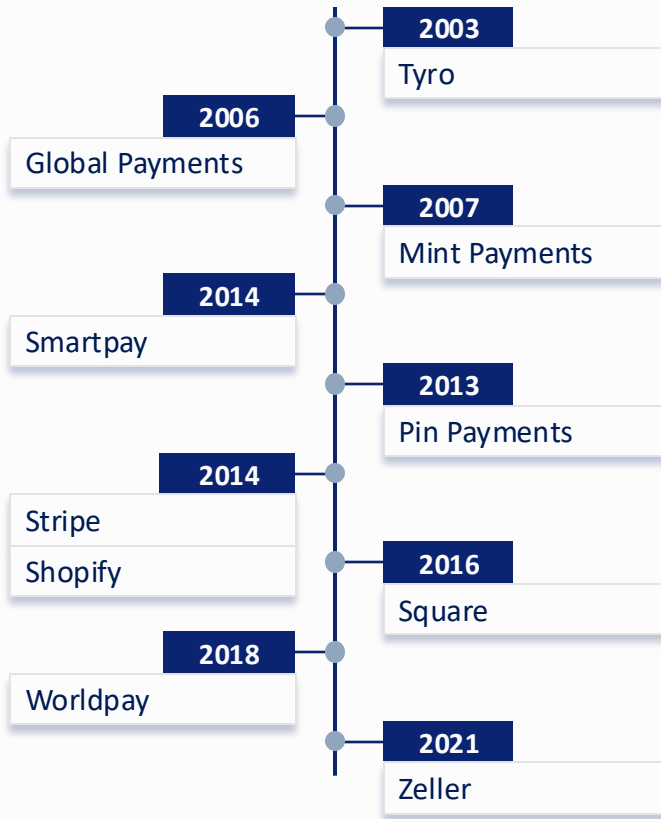 2003
Tyro
2006
Global Payments
2007
Mint Payments
2014
Smartpay
2013
Pin Payments
2014
Stripe
Shopify
2016
Square
2018
Worldpay
2021
Zeller